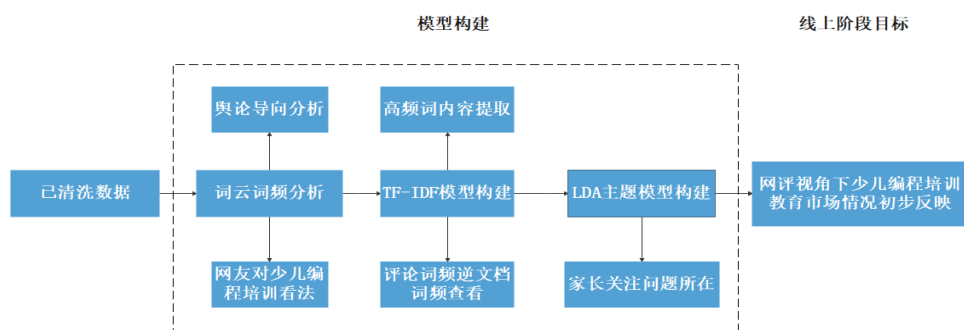 模型构建
线上阶段目标
舆论导向分析
高频词内容提取
已清洗数据
词云词频分析
TF-IDF模型构建
LDA主题模型构建
网评视角下少儿编程培训
教育市场情况初步反映
网友对少儿编
程培训看法
评论词频逆文档
词频查看
家长关注问题所在